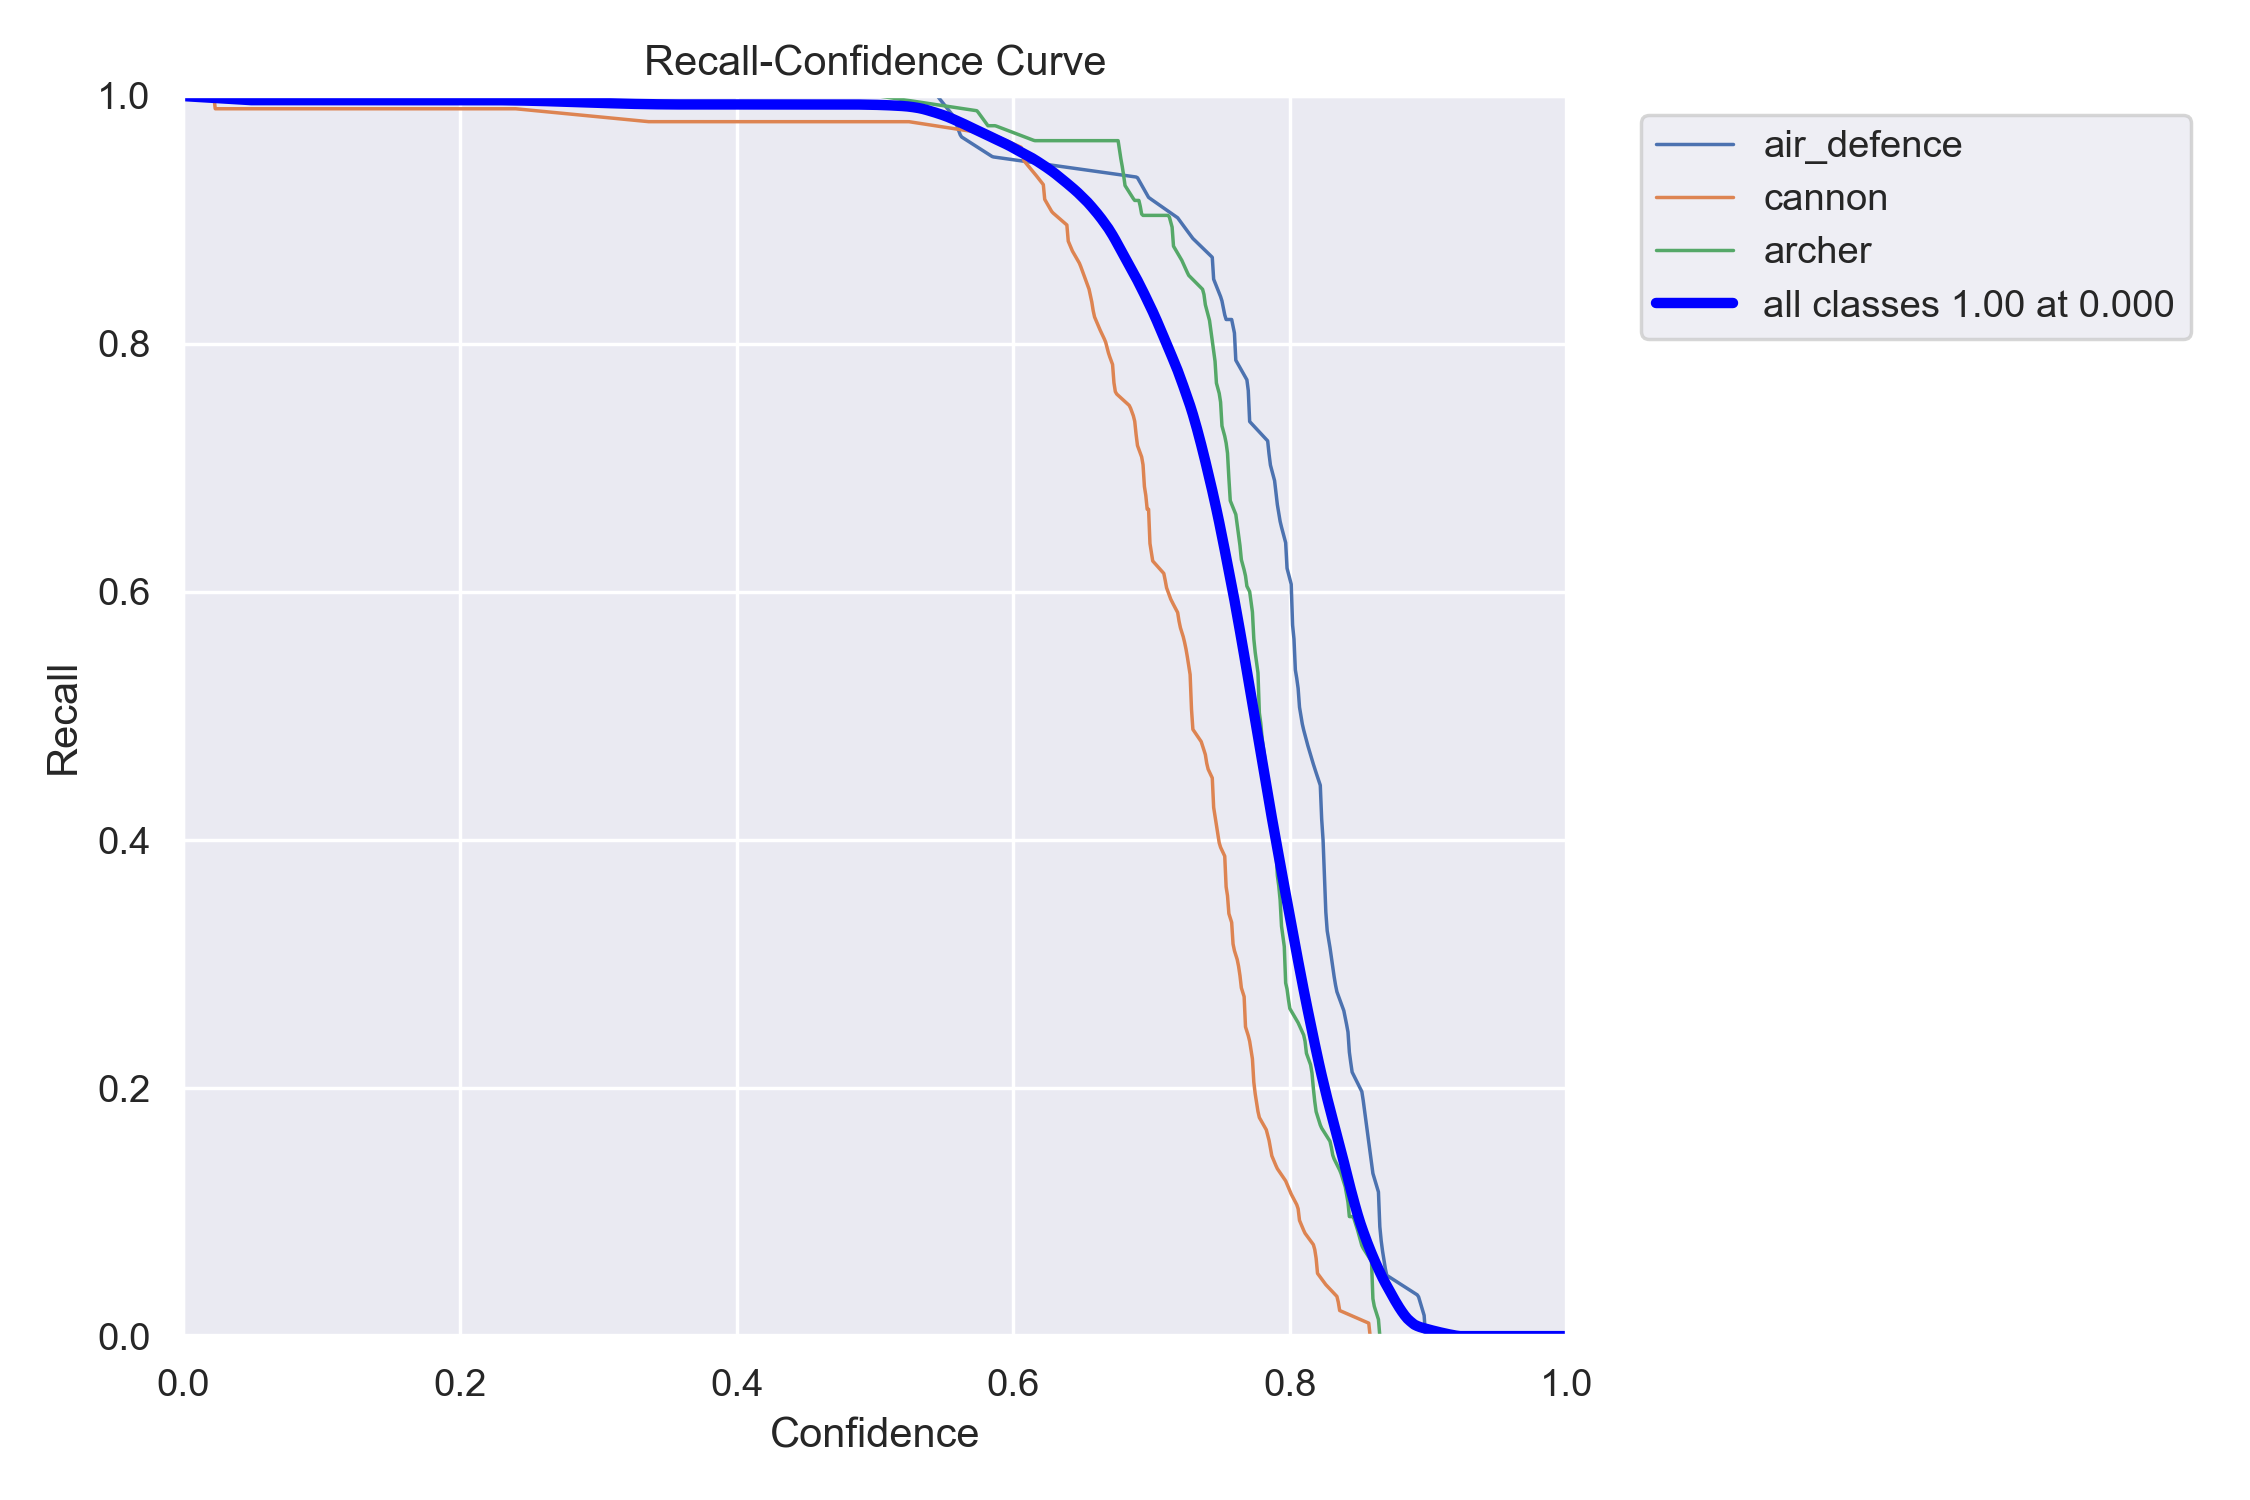 Recall-Confidence Curve
1.0
0.8
0.6
0.4
0.2
0.0
Recall
0.0 0.2 0.4 0.6 0.8 1.0
Confidence
air_defence
cannon
archer
all classes 1.00 at 0.000